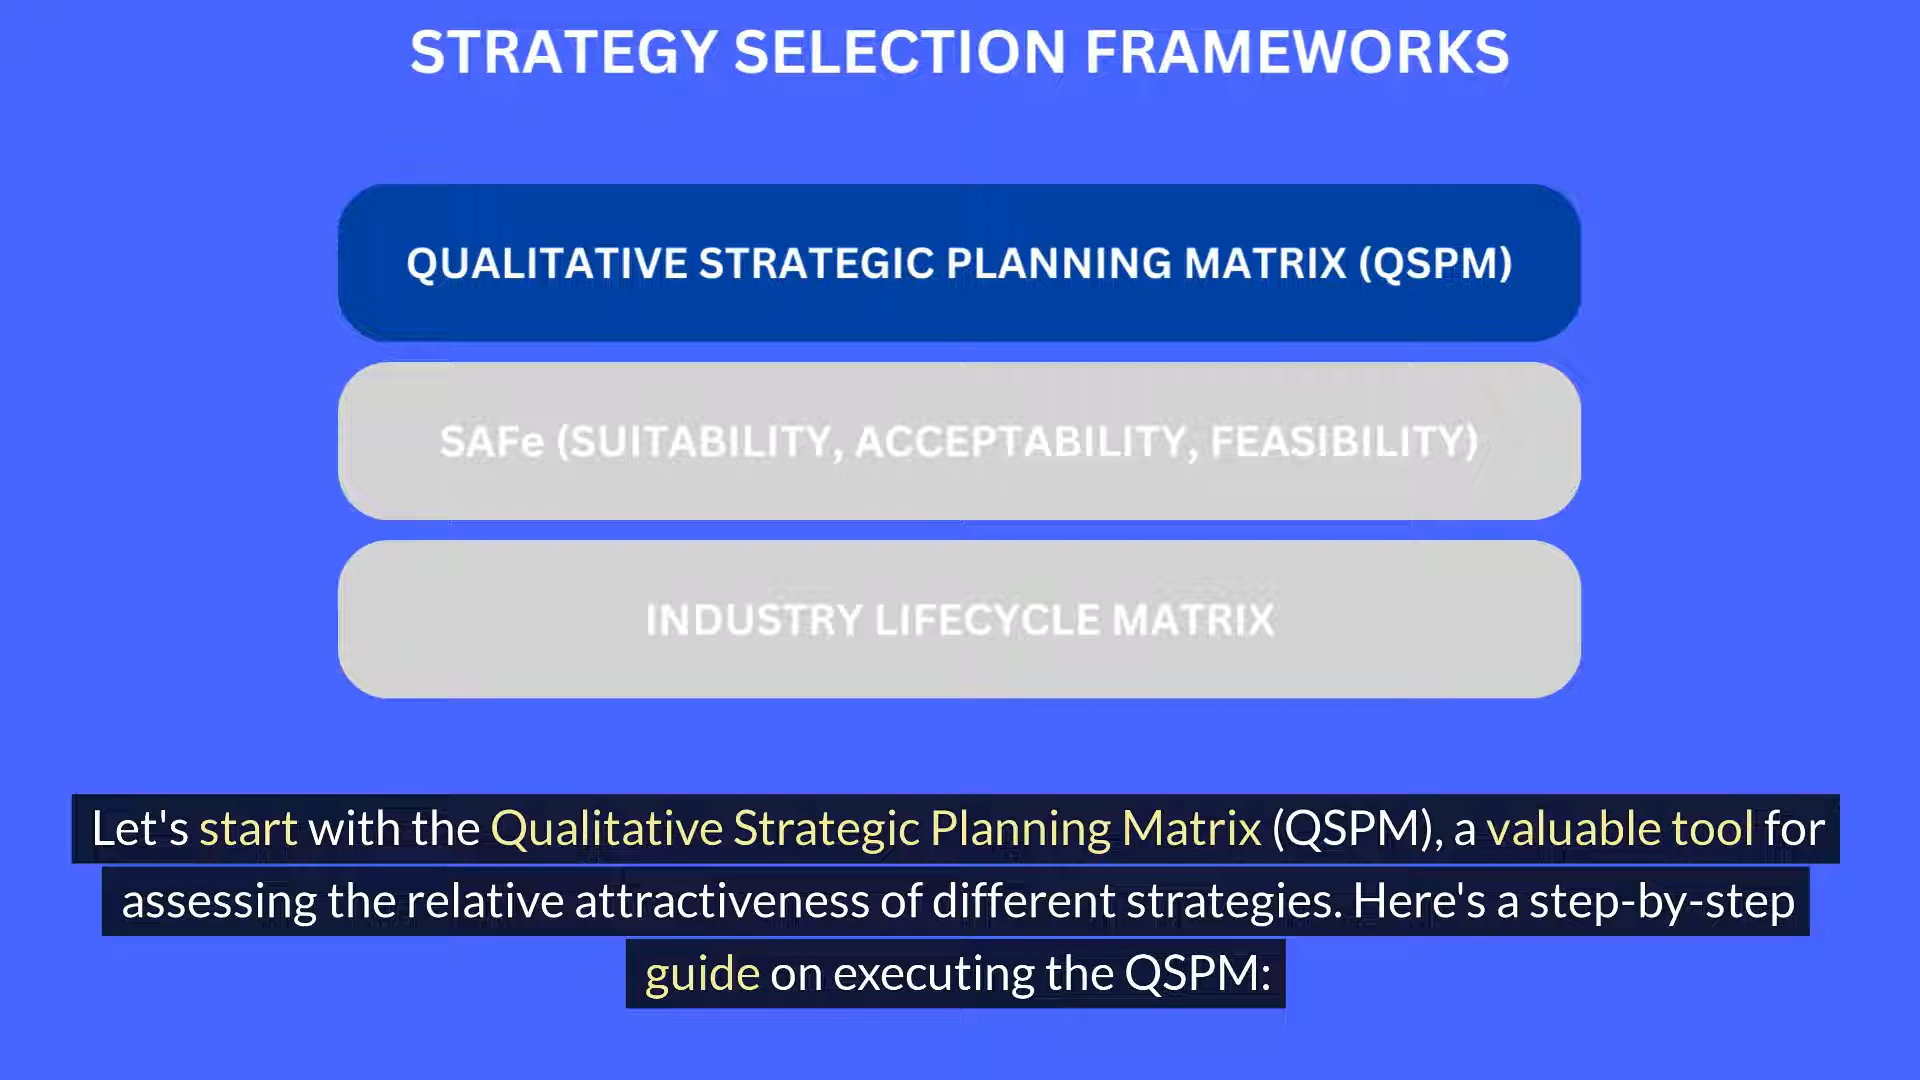 STRATEGY SELECTION FRAMEWORKS
QUALITATIVE STRATEGIC PLANNING MATRIX (QSPM)
SAFe (SUITABILITY, ACCEPTABILITY, FEASIBILITY)
INDUSTRY LIFECYCLE MATRIX
Let's start with the Qualitative Strategic Planning Matrix (QSPM), a valuable tool for
assessing the relative attractiveness of different strategies. Here's a step-by-step
guide on executing the QSPM: